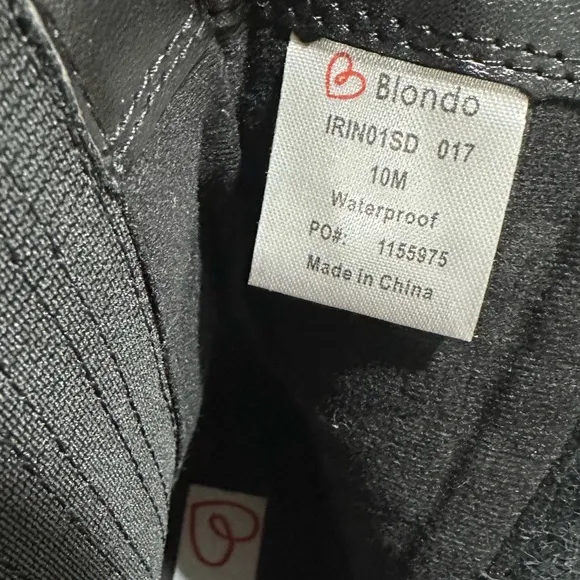 Blondo
IRIN01SD 017
10M
Waterproof
PO#: 1155975
Made in China